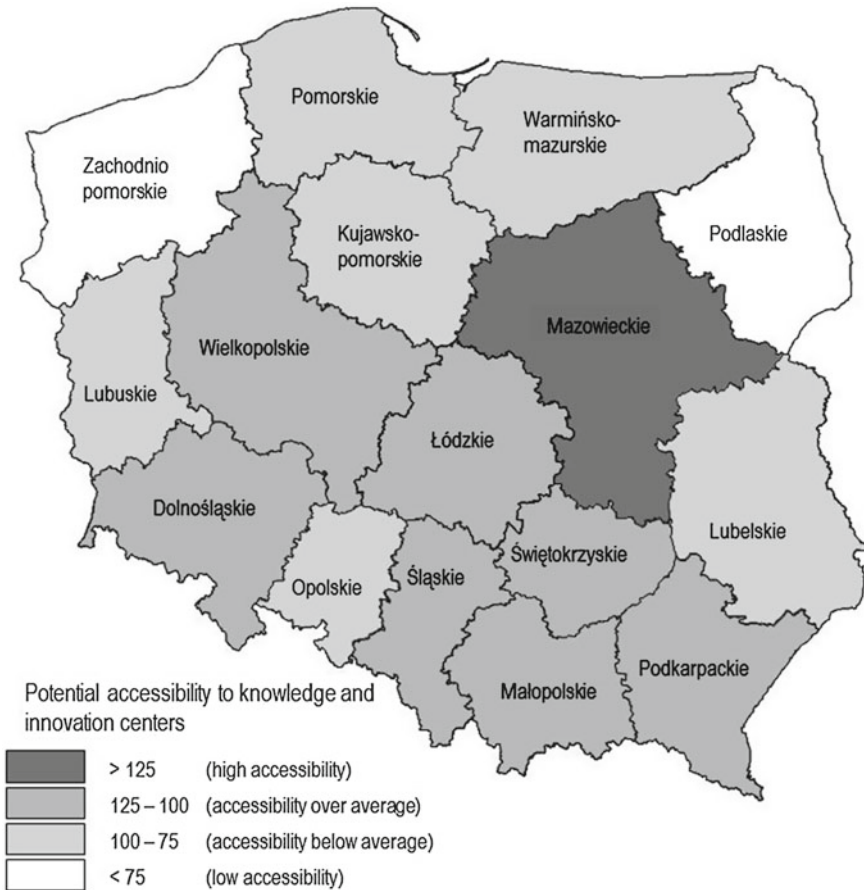 Pomorskie
Warmińsko-
mazurskie
Zachodnio
pomorskie
Kujawsko-
pomorskie
Podlaskie
Mazowieckie
Wielkopolskie
Lubuskie
Łódzkie
Dolnośląskie
Lubelskie
Świętokrzyskie
Opolskie
Śląskie
Podkarpackie
Małopolskie
Potential accessibility to knowledge and
innovation centers
> 125 (high accessibility)
125 – 100 (accessibility over average)
100 – 75 (accessibility below average)
< 75 (low accessibility)